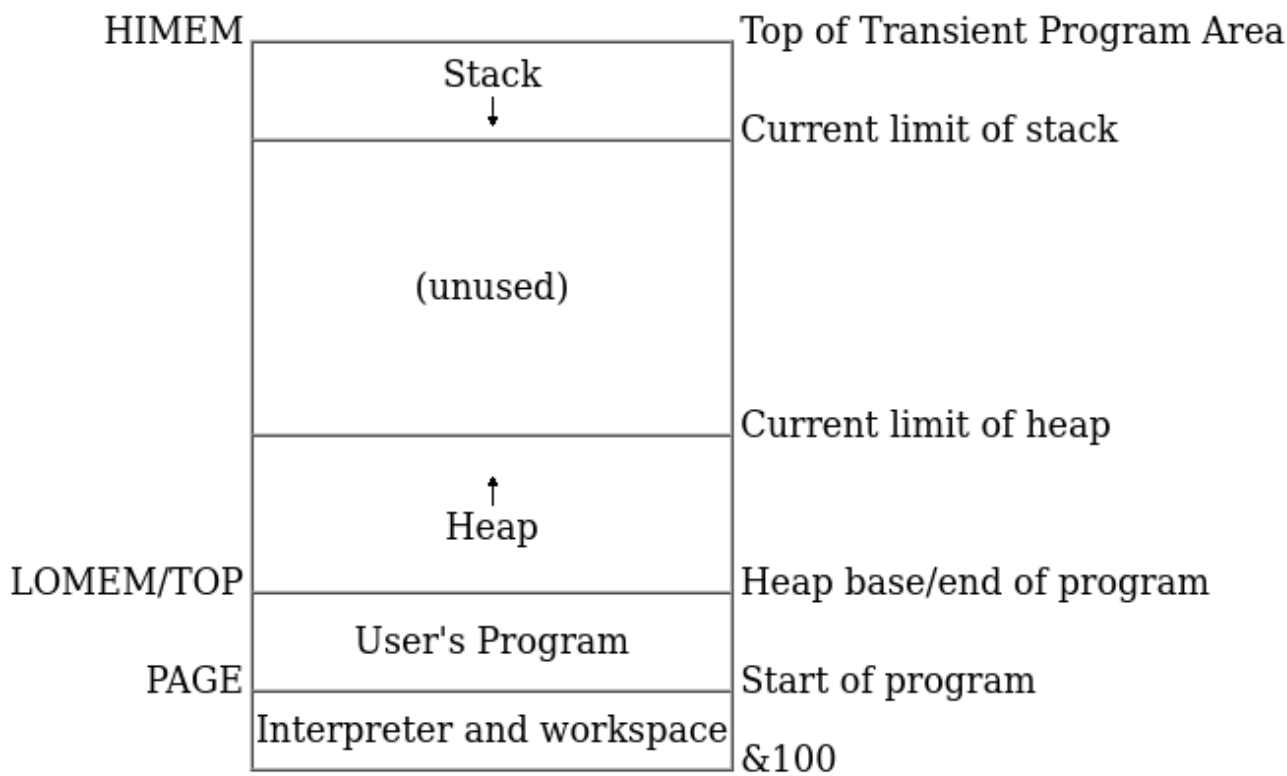 HIMEM
Top of Transient Program Area
Stack
Current limit of stack
(unused)
Current limit of heap
Heap
LOMEM/TOP
Heap base/end of program
User's Program
PAGE
Start of program
Interpreter and workspace
&100